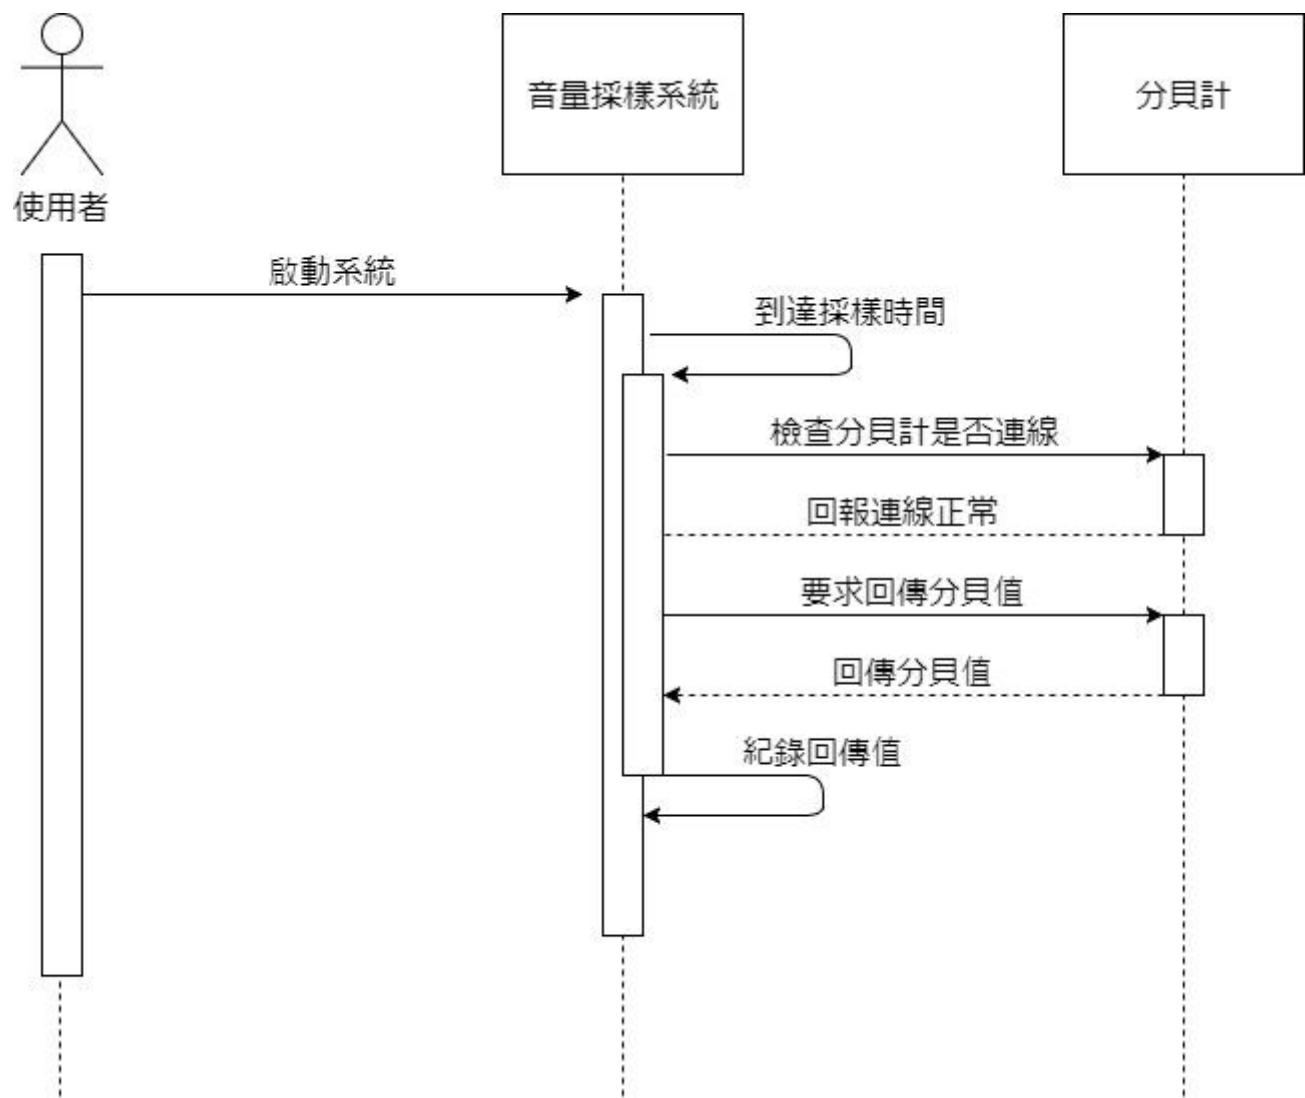 音量採樣系統
分貝計
使用者
啟動系統
到達採樣時間
檢查分貝計是否連線
回報連線正常
要求回傳分貝值
回傳分貝值
紀錄回傳值